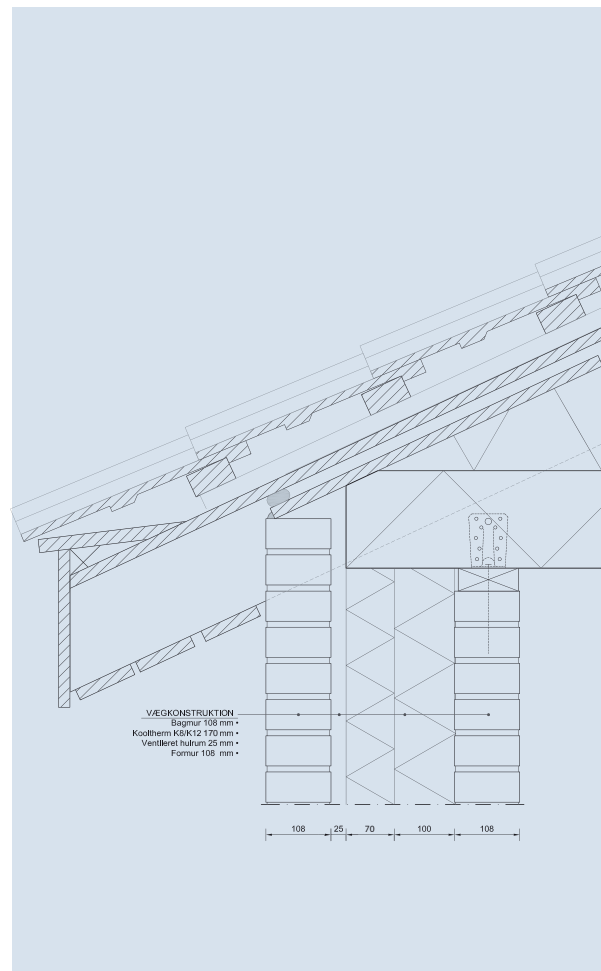 VÆGKONSTRUKTION
Bagmur 108 mm •
Kooltherm K8/K12 170 mm •
Ventileret hulrum 25 mm •
Formur 108 mm •
108 25 70 100 108